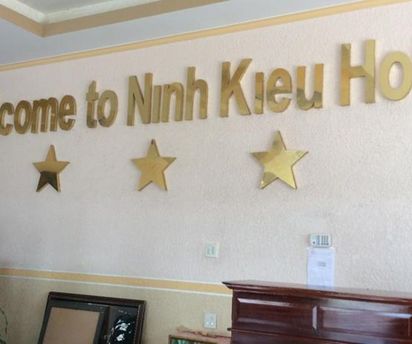 come to Ninh Kieu Ho